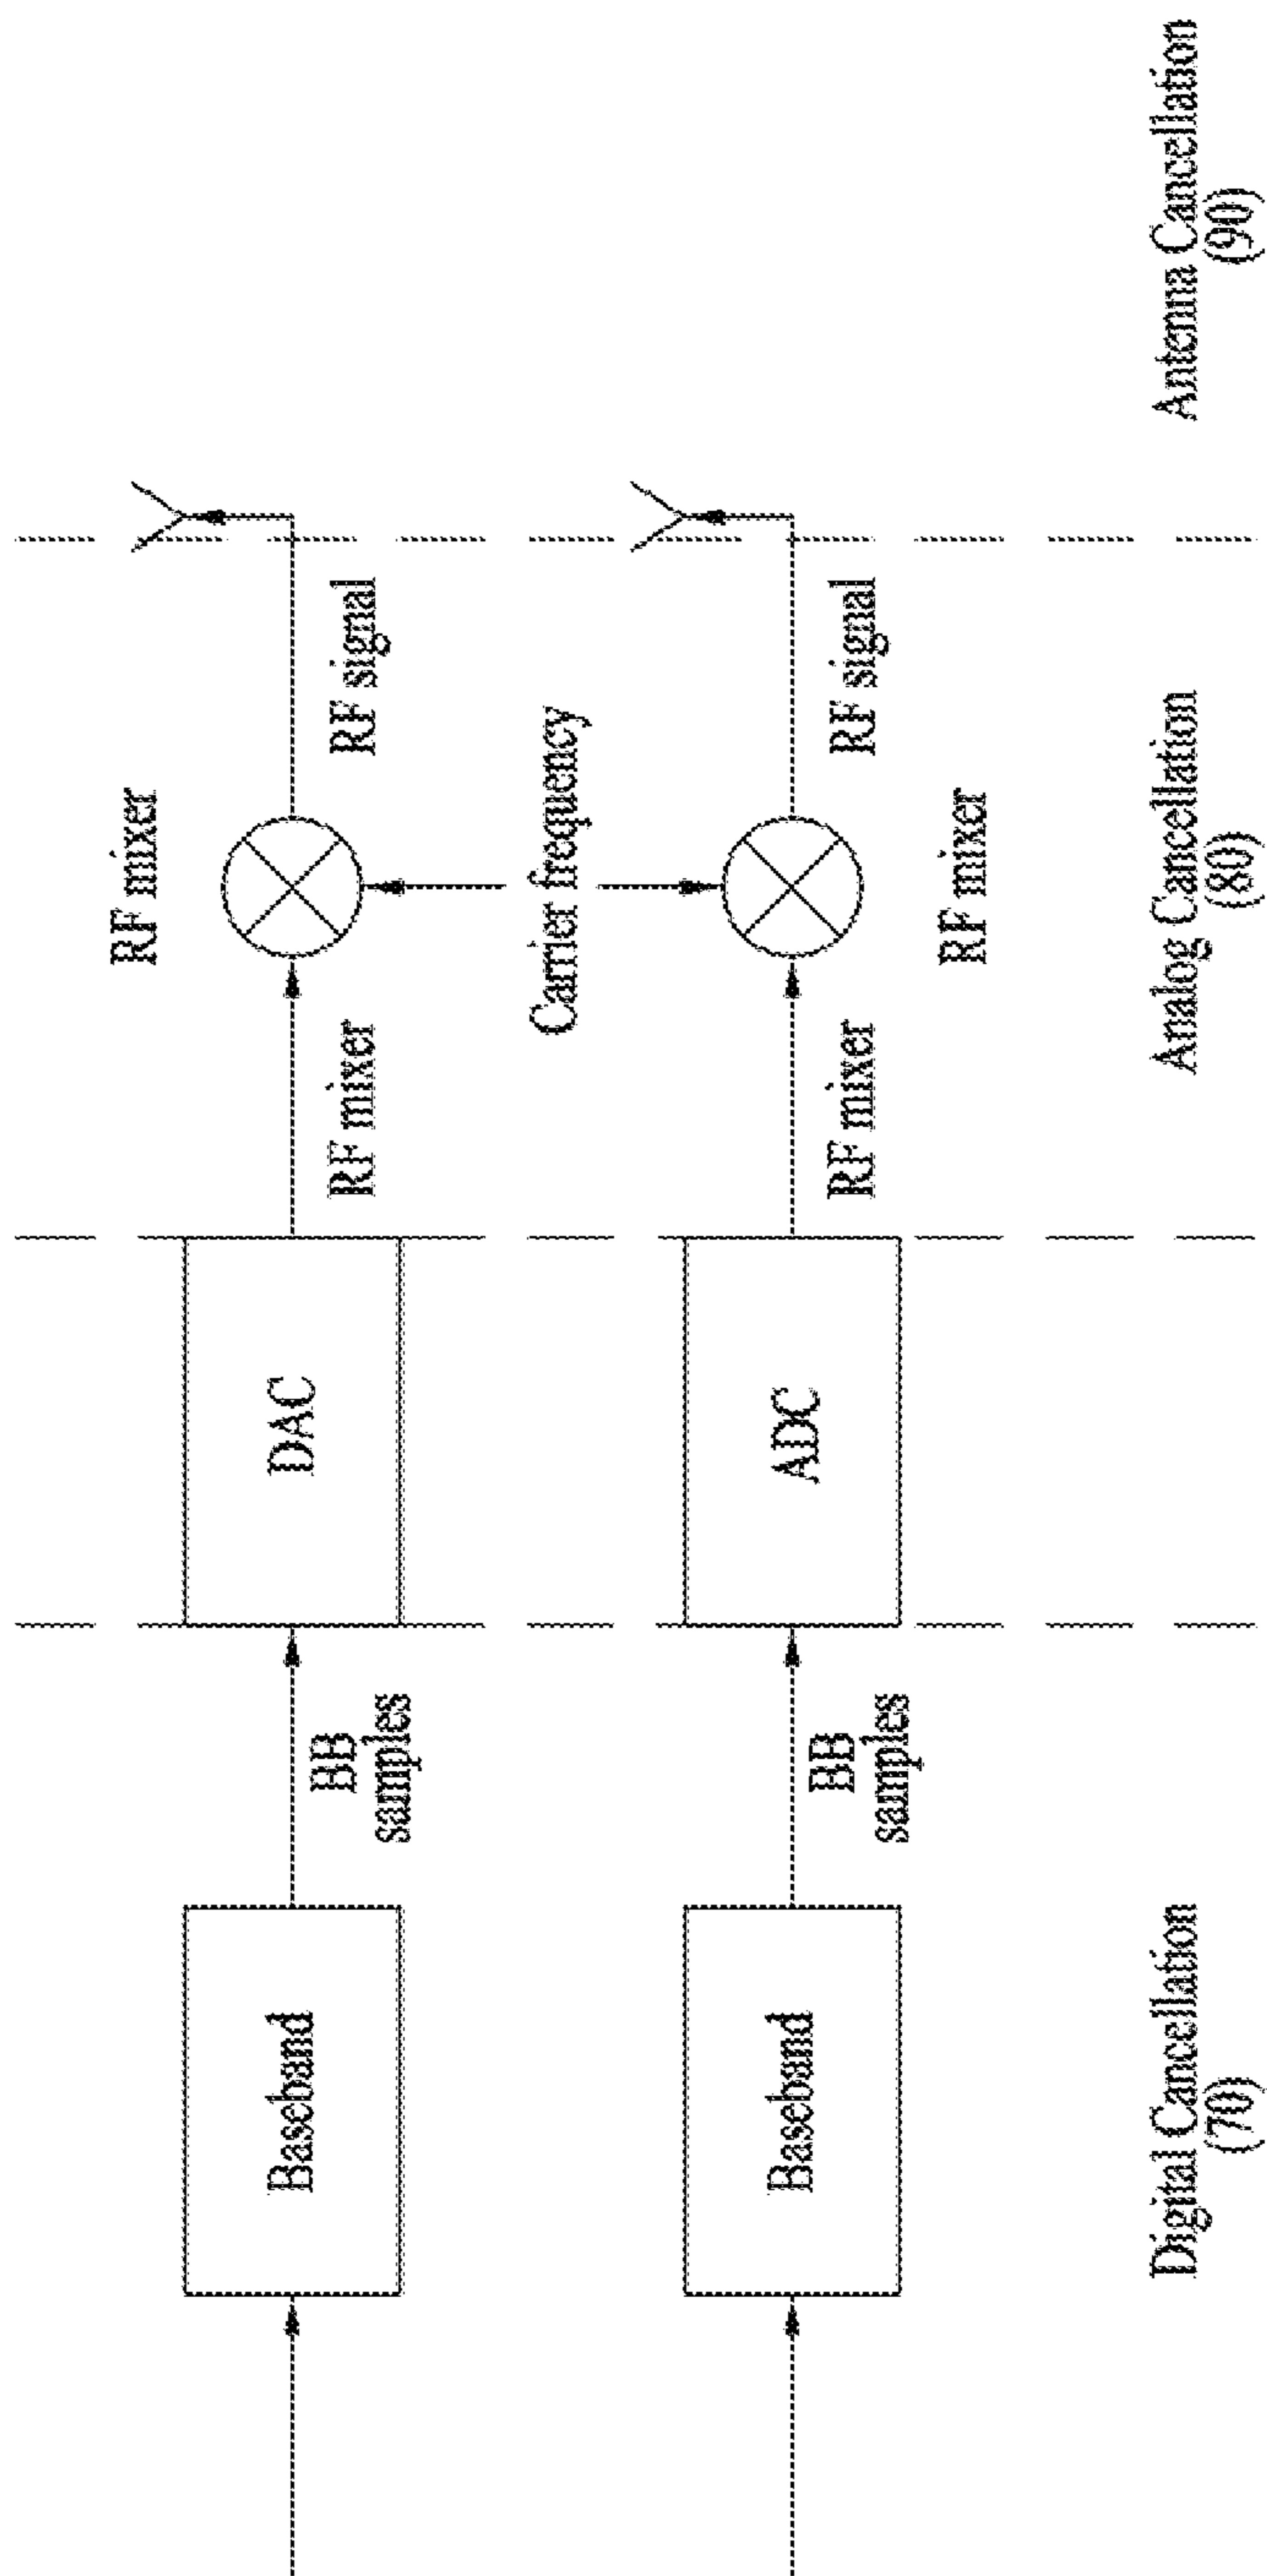 RF mixer
Baseband
DAC
BB
samples
RF mixer
RF signal
Carrier frequency
Baseband
ADC
BB
samples
RF mixer
RF signal
RF mixer
Digital Cancellation
(70)
Analog Cancellation
(80)
Antenna Cancellation
(90)